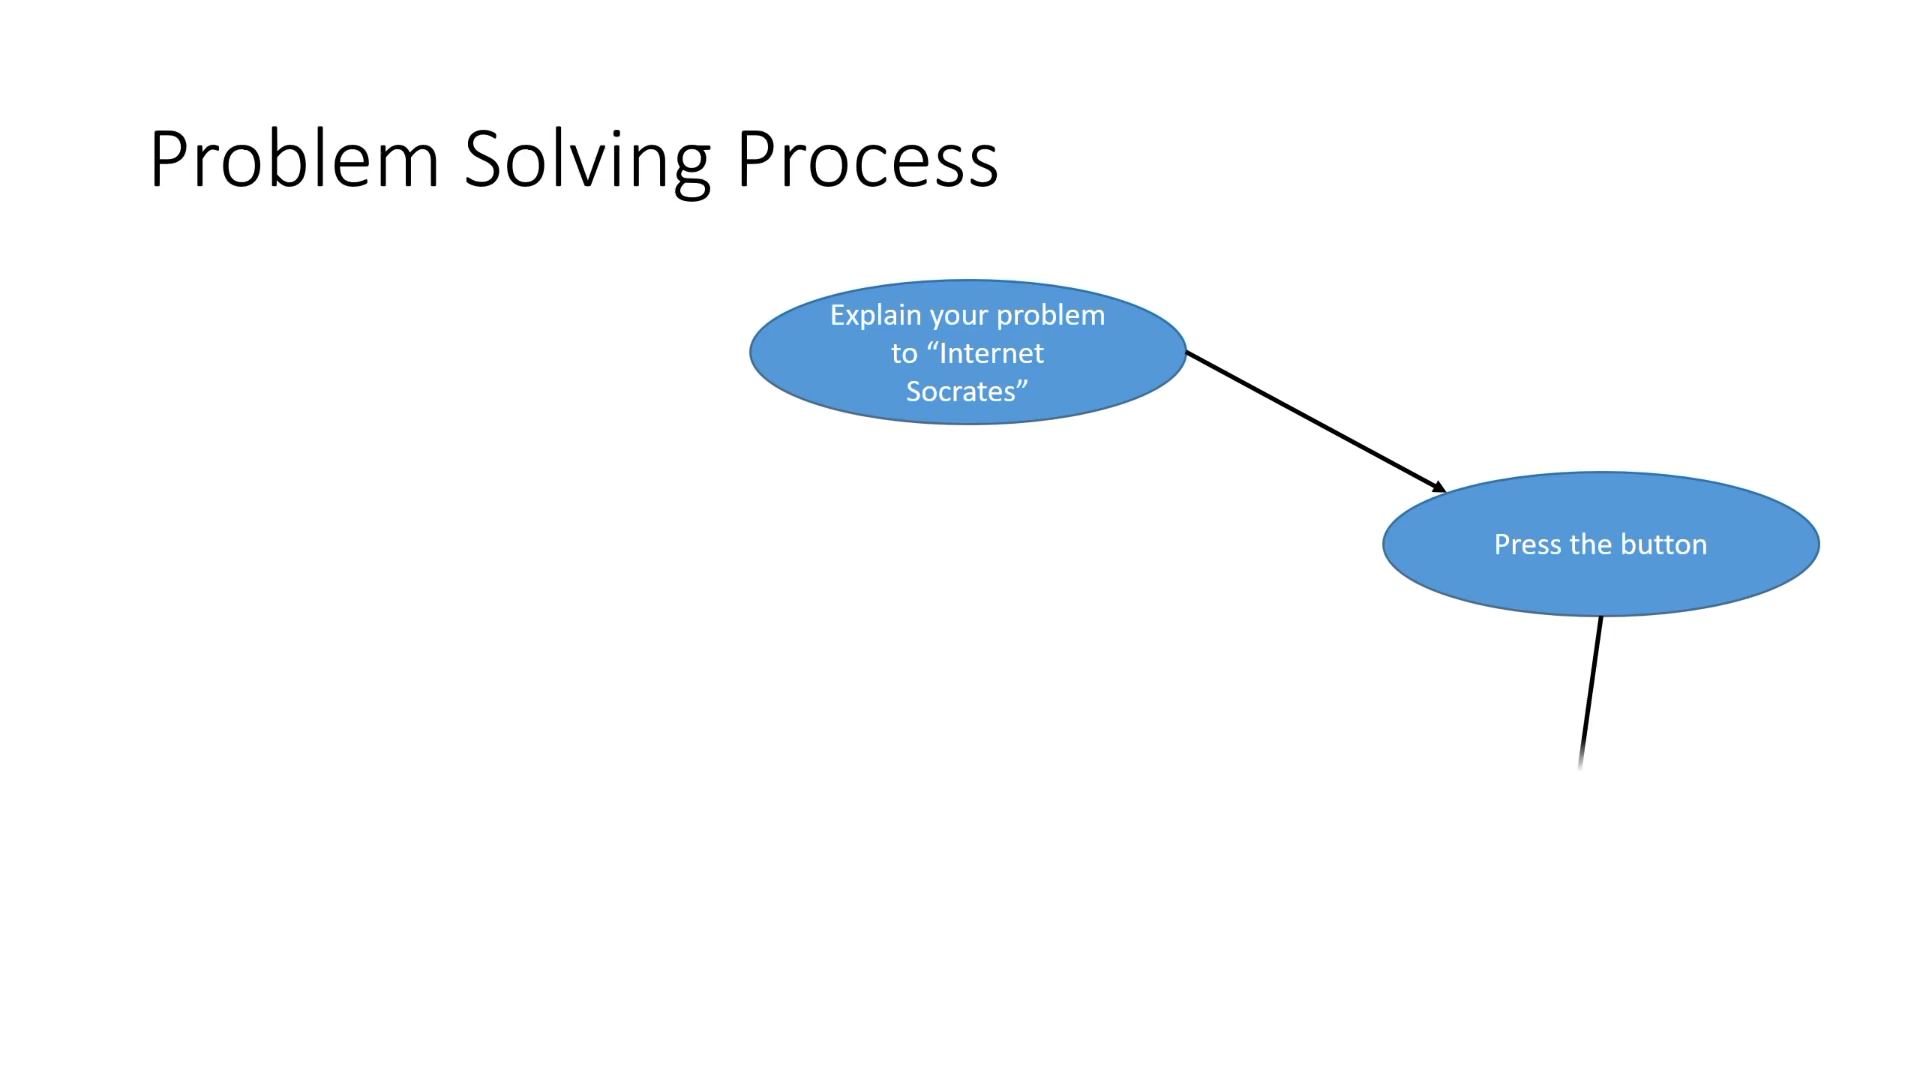 Problem Solving Process
Explain your problem
to “Internet
Socrates”
Press the button